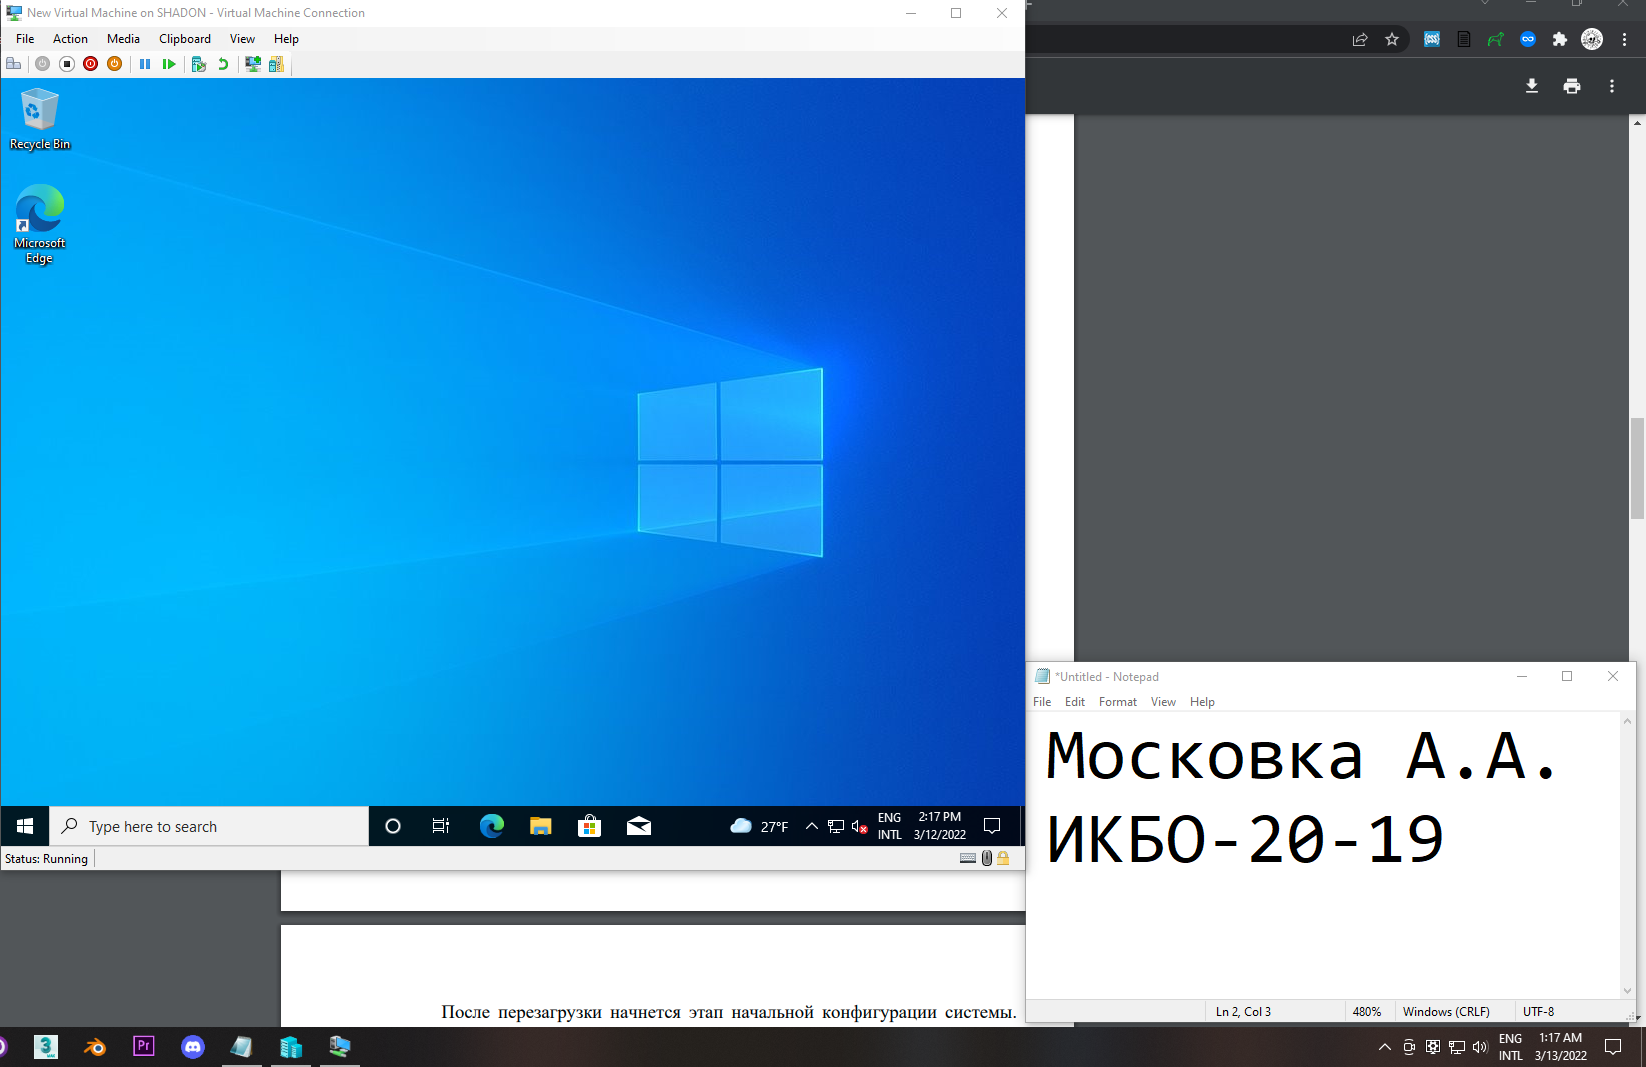 New Virtual Machine on SHADON - Virtual Machine Connection
File Action Media Clipboard View Help
Recycle Bin
Microsoft
Edge
Type here to search
27°F
ENG
INTL
2:17 PM
3/12/2022
Status: Running
*Untitled - Notepad
File Edit Format View Help
Московка А.А.
ИКБО-20-19
Ln 2, Col 3 480% Windows (CRLF) UTF-8
После перезагрузки начнется этап начальной конфигурации системы.
3
Pr
ENG
INTL
1:17 AM
3/13/2022